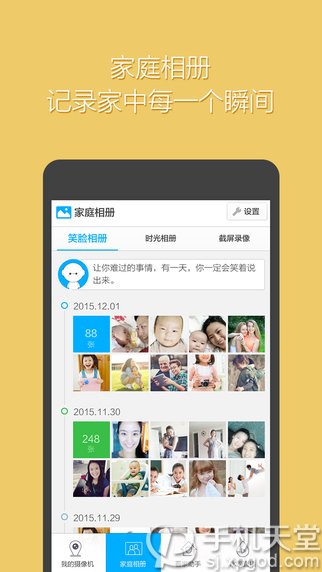 家庭相册
记录家中每一个瞬间
家庭相册
设置
笑脸相册
时光相册
截屏录像
让你难过的事情，有一天，你一定会笑着说
出来。
2015.12.01
88
张
2015.11.30
248
张
2015.11.29
我的摄像机
家庭相册
手机天堂
sj.xpgod.com